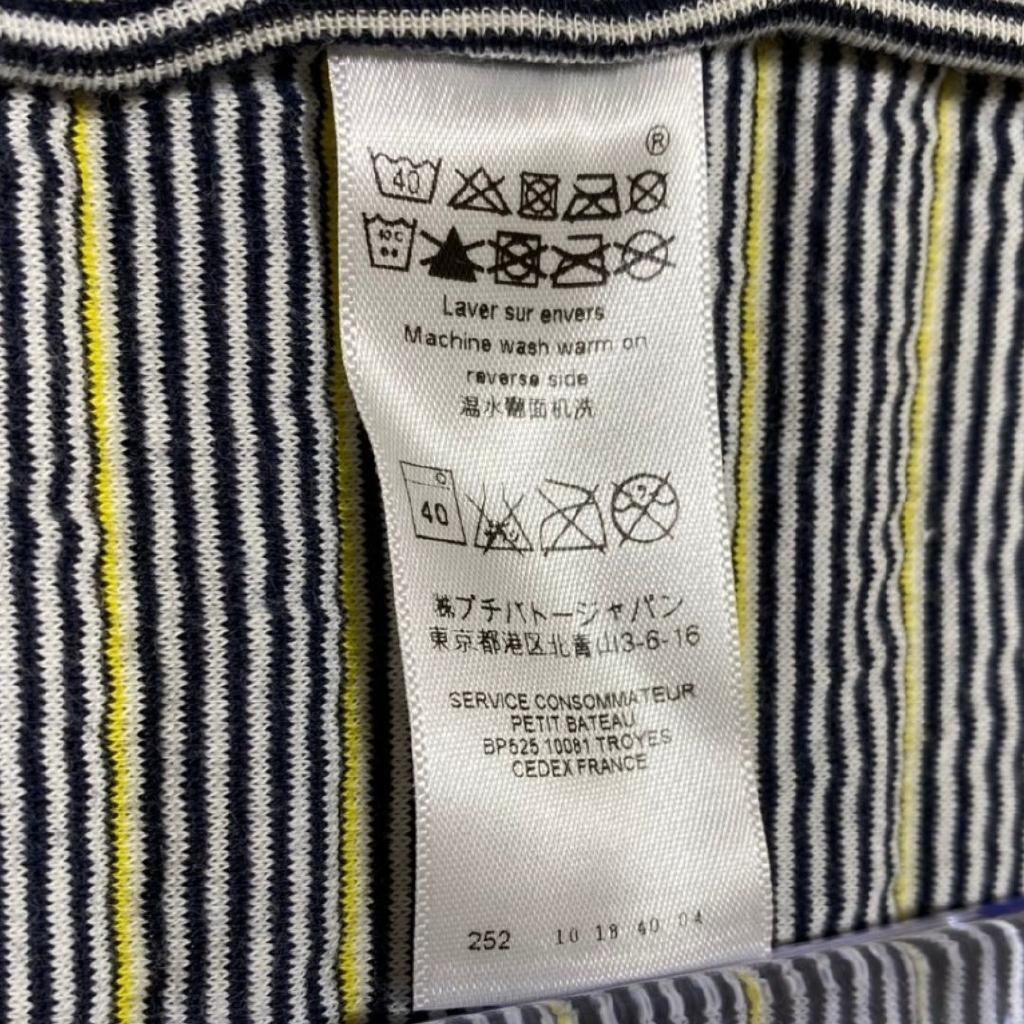 ®
40
40C
Laver sur envers
Machine wash warm on
reverse side
温水翻面机洗
40
㈱プチバトージャパン
東京都港区北青山3-6-16
SERVICE CONSOMMATEUR
PETIT BATEAU
BP525 10081 TROYES
CEDEX FRANCE
252 10 18 40 04